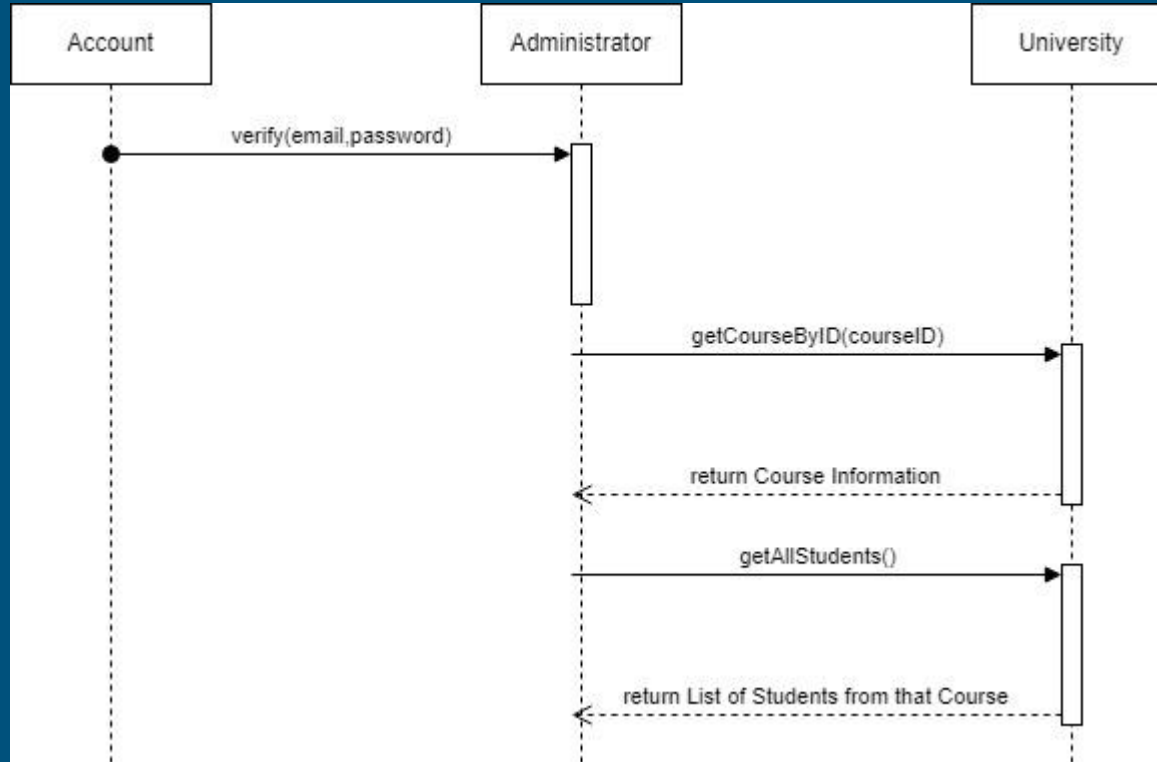 Account
Administrator
University
verify(email,password)
getCourseByID(courseID)
return Course Information
getAllStudents()
return List of Students from that Course